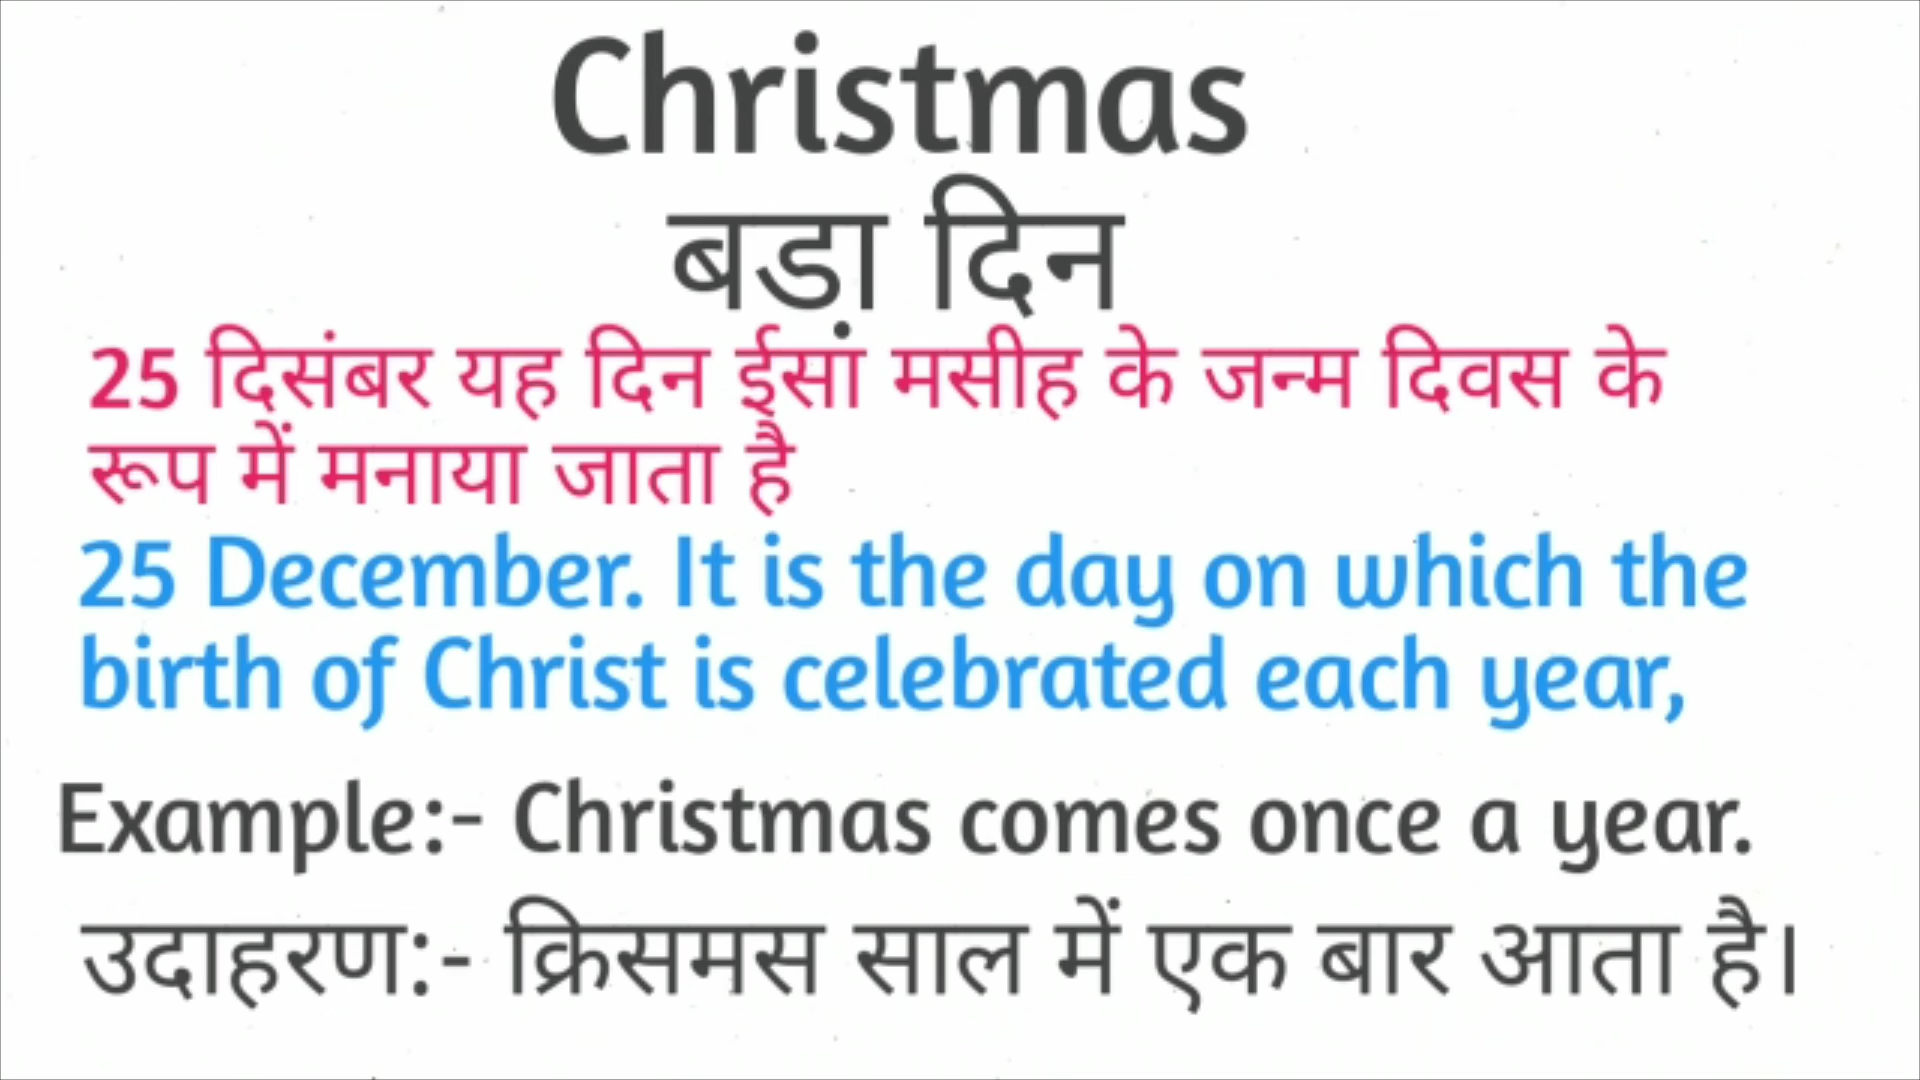 Christmas
बड़ा दिन
25 दिसंबर यह दिन ईसा मसीह के जन्म दिवस के
रूप में मनाया जाता है
25 December. It is the day on which the
birth of Christ is celebrated each year,
Example:- Christmas comes once a year.
उदाहरण:- क्रिसमस साल में एक बार आता है।